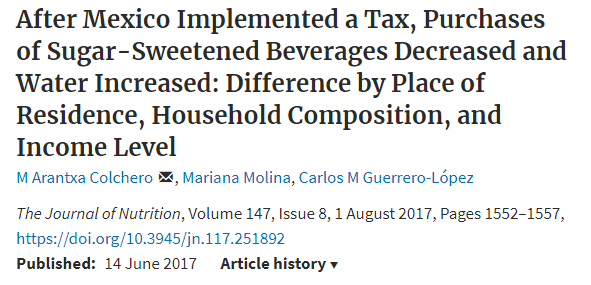 After Mexico Implemented a Tax, Purchases
of Sugar-Sweetened Beverages Decreased and
Water Increased: Difference by Place of
Residence, Household Composition, and
Income Level
M Arantxa Colchero ✉, Mariana Molina, Carlos M Guerrero-López
The Journal of Nutrition, Volume 147, Issue 8, 1 August 2017, Pages 1552–1557,
https://doi.org/10.3945/jn.117.251892
Published: 14 June 2017 Article history ▾